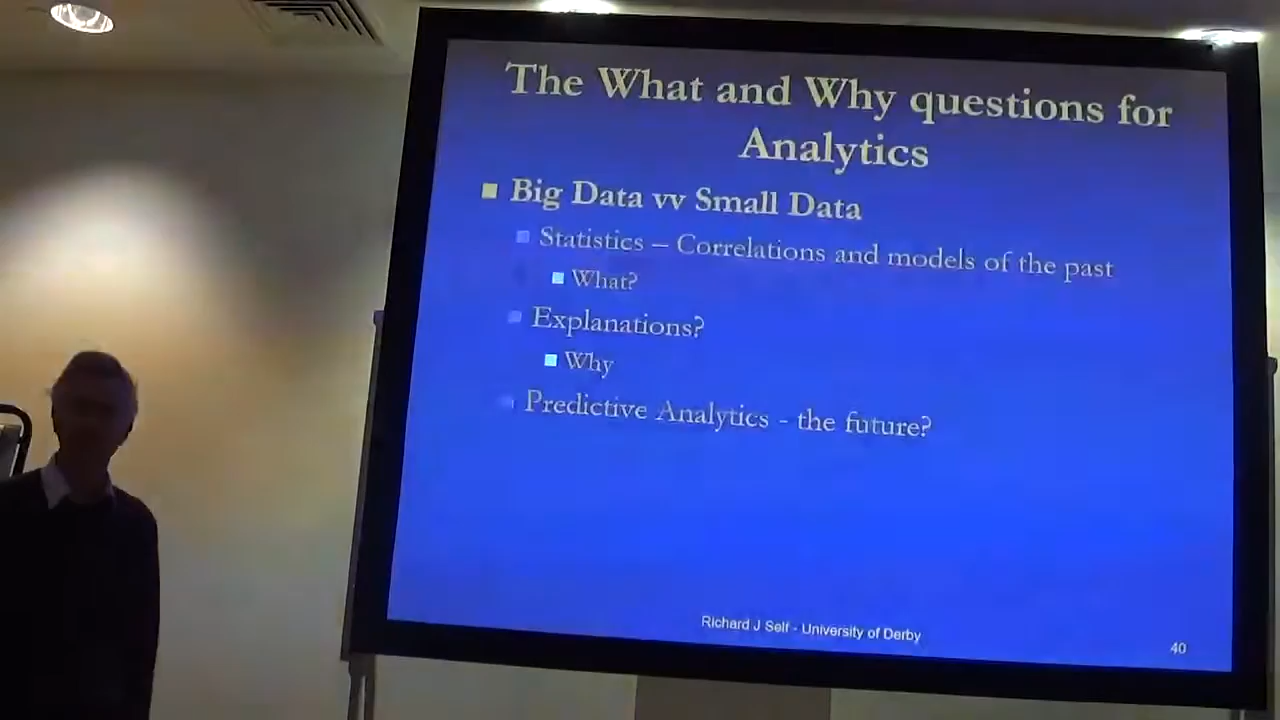 The What and Why questions for
Analytics
Big Data vv Small Data
Statistics – Correlations and models of the past
What?
Explanations?
Why
Predictive Analytics - the future?
Richard J Self - University of Derby
40